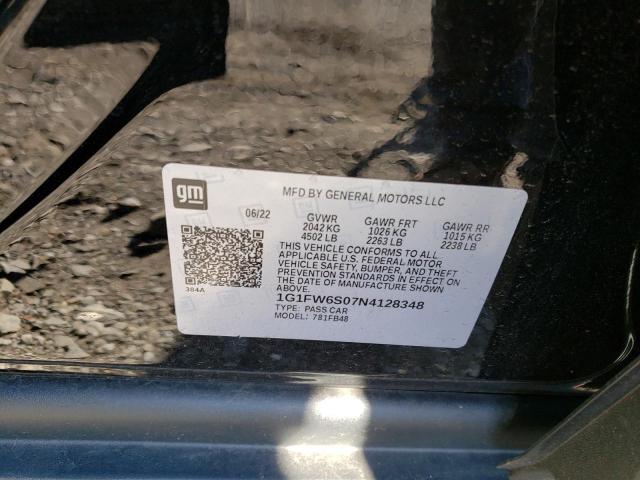 gm
MFD BY GENERAL MOTORS LLC
06/22 GVWR GAWR FRT GAWR RR
2042 KG 1026 KG 1015 KG
4502 LB 2263 LB 2238 LB
THIS VEHICLE CONFORMS TO ALL
APPLICABLE U.S. FEDERAL MOTOR
VEHICLE SAFETY, BUMPER, AND THEFT
PREVENTION STANDARDS IN EFFECT ON
THE DATE OF MANUFACTURE SHOWN
ABOVE.
384A
1G1FW6S07N4128348
TYPE: PASS CAR
MODEL: 781FB48